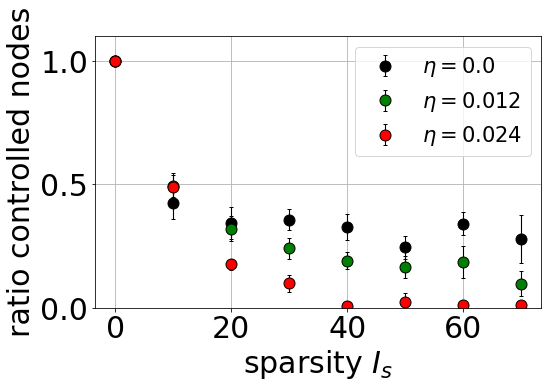 ratio controlled nodes
1.0
0.5
0.0
0 20 40 60
sparsity I_s
η = 0.0
η = 0.012
η = 0.024